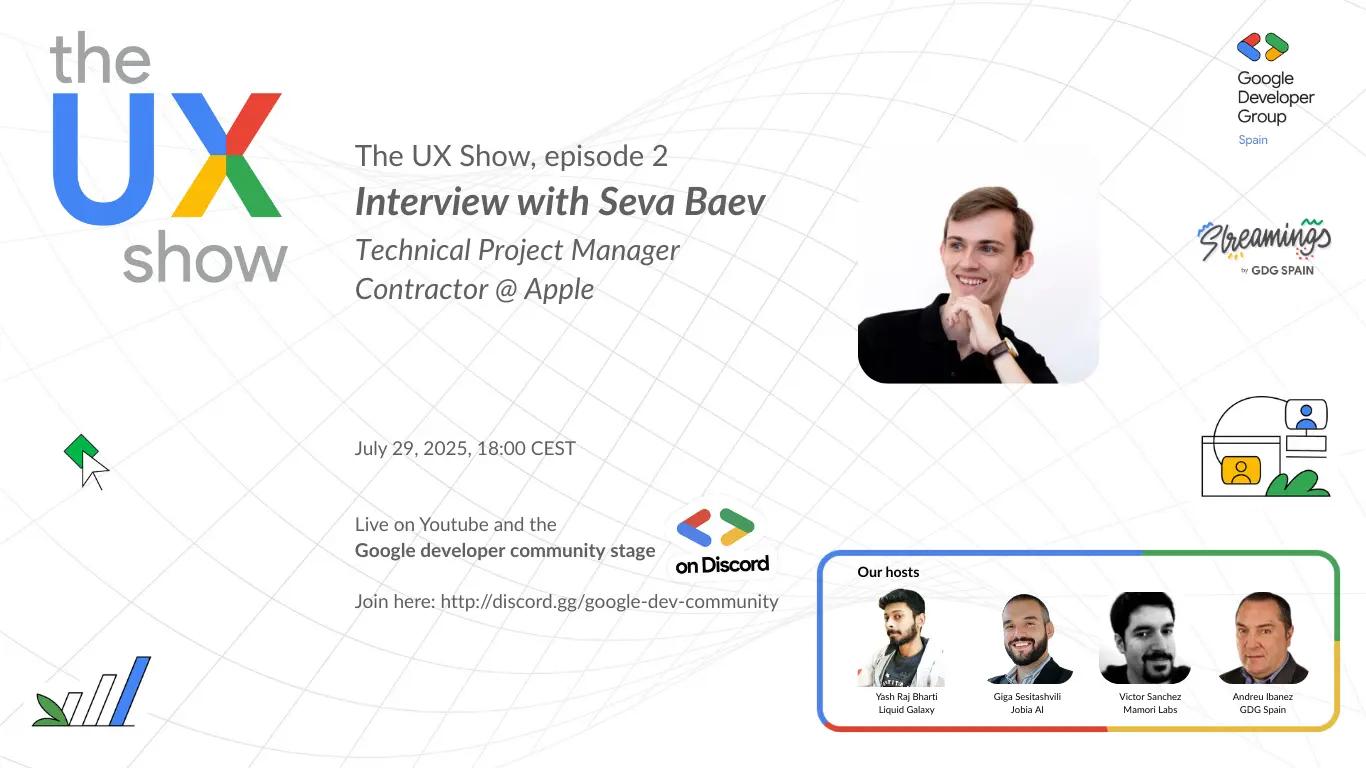 the
UX
show
The UX Show, episode 2
Interview with Seva Baev
Technical Project Manager
Contractor @ Apple
July 29, 2025, 18:00 CEST
Live on Youtube and the
Google developer community stage
on Discord
Join here: http://discord.gg/google-dev-community
Google
Developer
Group
Spain
Streamings
by GDG SPAIN
Our hosts
Yash Raj Bharti
Liquid Galaxy
Giga Sesitashvili
Jobia AI
Victor Sanchez
Mamori Labs
Andreu Ibanez
GDG Spain